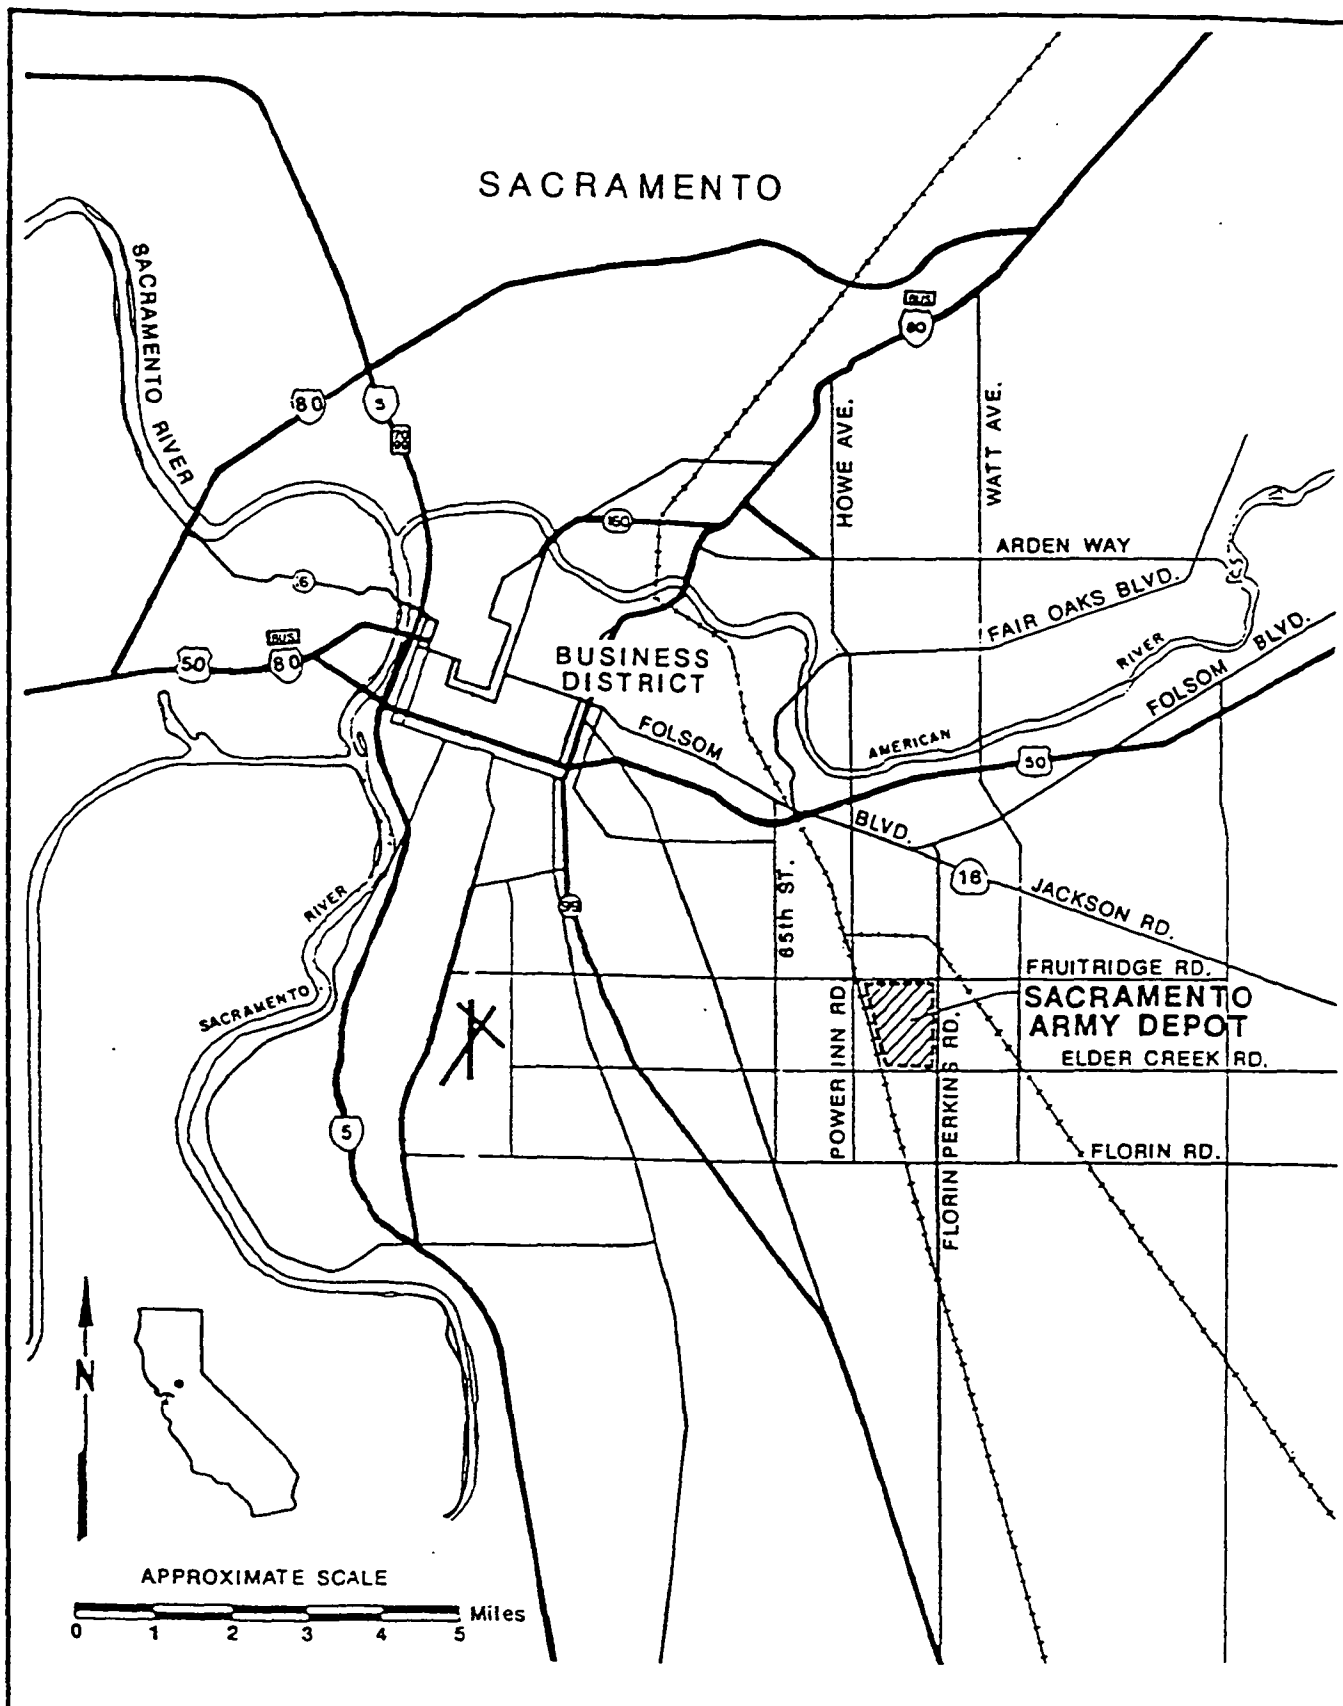 SACRAMENTO
SACRAMENTO RIVER
BUS.
80
HOWE AVE.
WATT AVE.
80
5
160
ARDEN WAY
FAIR OAKS BLVD.
RIVER
FOLSOM BLVD.
16
BUS.
50
80
BUSINESS
DISTRICT
FOLSOM
AMERICAN
50
BLVD.
16
JACKSON RD.
65th ST.
RIVER
99
SACRAMENTO
FRUITRIDGE RD.
SACRAMENTO
ARMY DEPOT
ELDER CREEK RD.
POWER INN RD
FLORIN PERKINS RD.
5
FLORIN RD.
N
APPROXIMATE SCALE
Miles
0 1 2 3 4 5